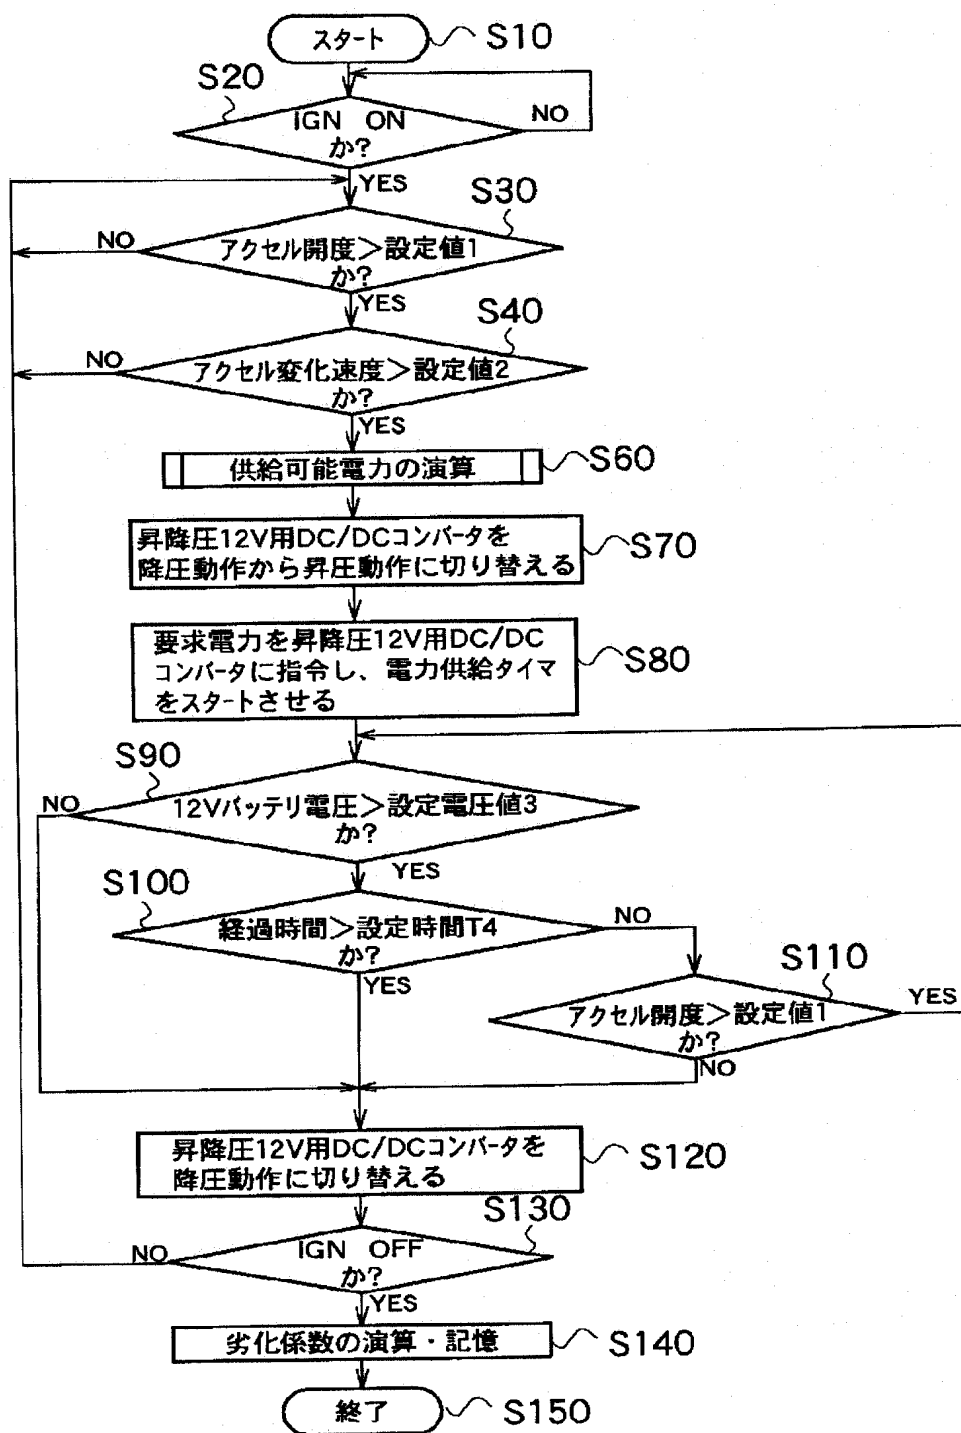 スタート
S10
S20
IGN ON
か?
NO
YES
S30
アクセル開度>設定値1
か?
NO
YES
S40
アクセル変化速度>設定値2
か?
NO
YES
供給可能電力の演算
S60
昇降圧12V用DC/DCコンバータを
降圧動作から昇圧動作に切り替える
S70
要求電力を昇降圧12V用DC/DC
コンバータに指令し、電力供給タイマ
をスタートさせる
S80
S90
12Vバッテリ電圧>設定電圧値3
か?
NO
YES
S100
経過時間>設定時間T4
か?
NO
YES
S110
アクセル開度>設定値1
か?
YES
NO
昇降圧12V用DC/DCコンバータを
降圧動作に切り替える
S120
S130
IGN OFF
か?
NO
YES
劣化係数の演算・記憶
S140
終了
S150